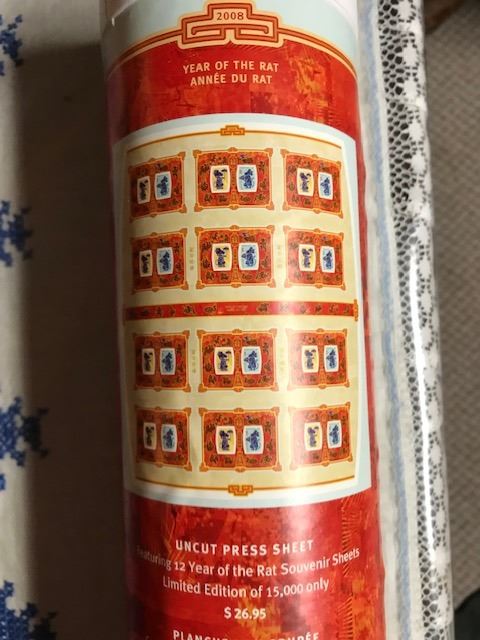 2008
YEAR OF THE RAT
ANNÉE DU RAT
UNCUT PRESS SHEET
Featuring 12 Year of the Rat Souvenir Sheets
Limited Edition of 15,000 only
$26.95